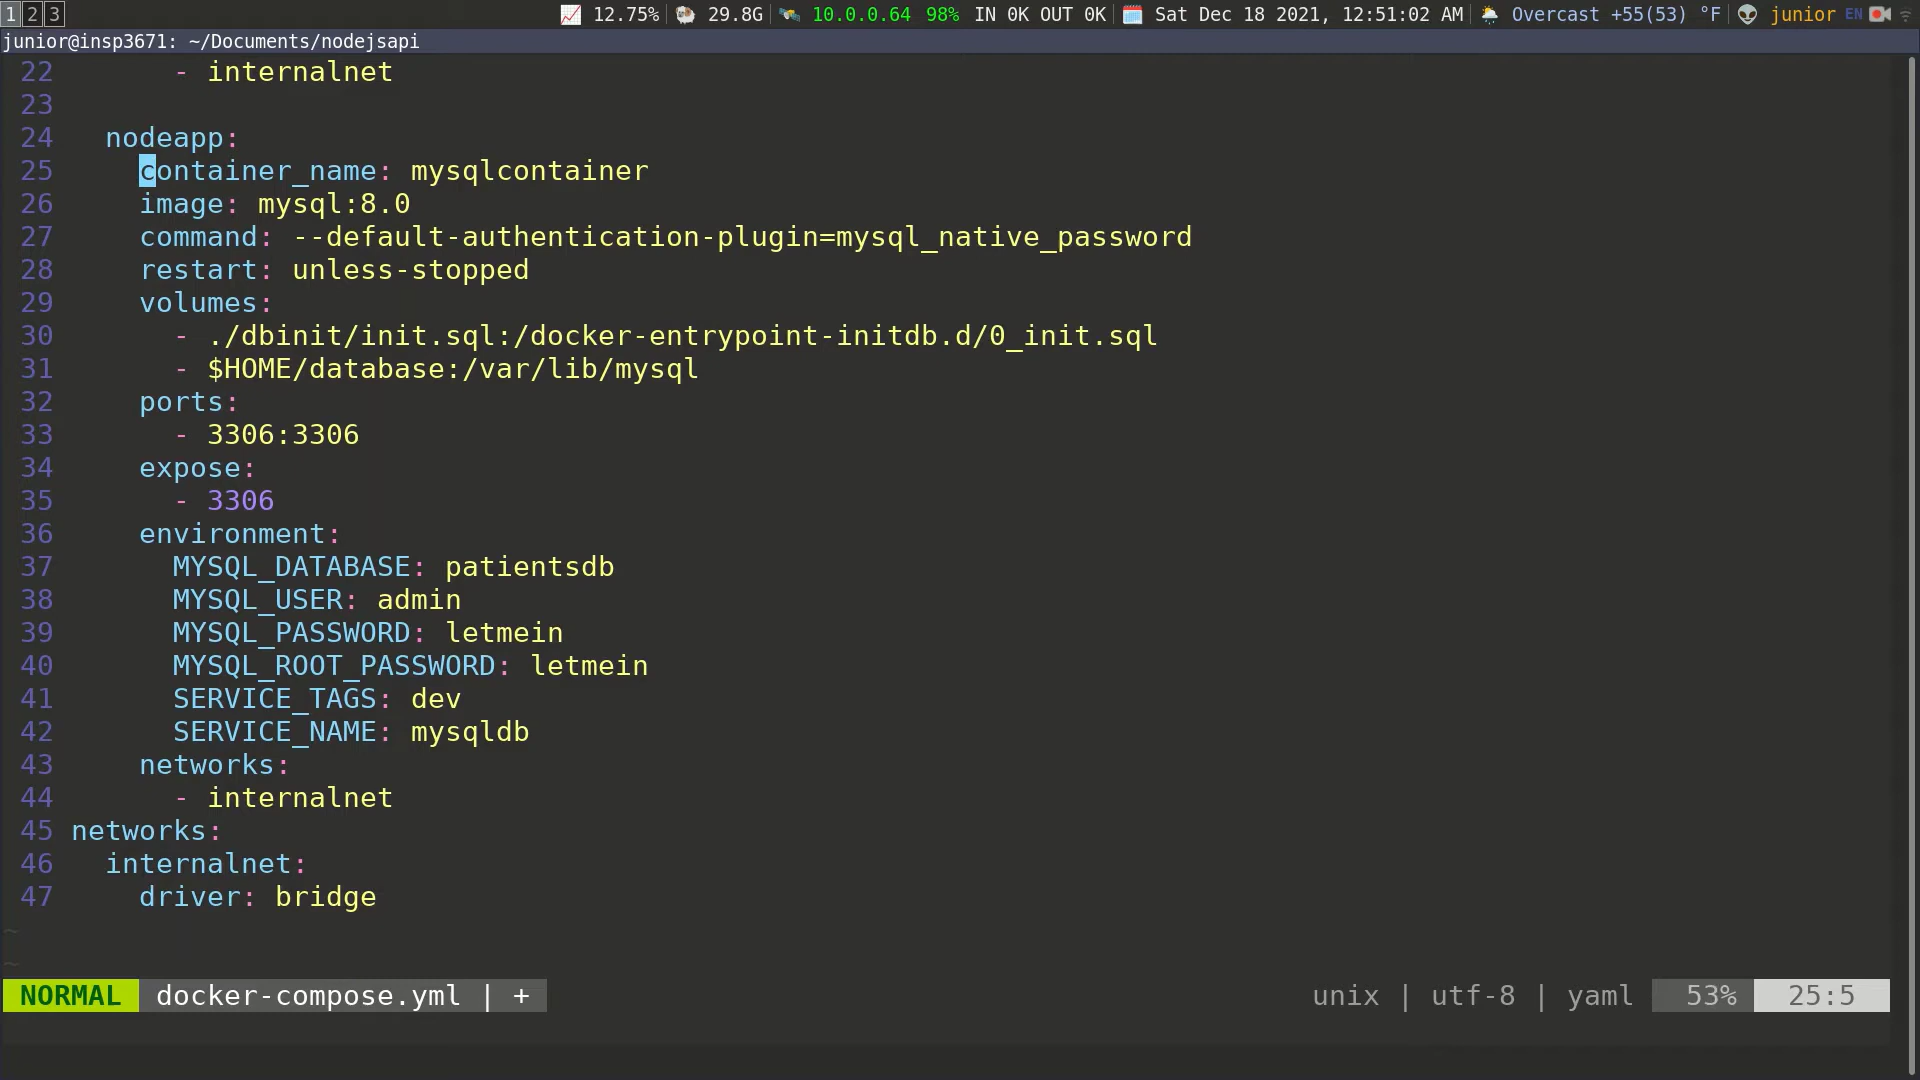 1 2 3 12.75% 29.8G 10.0.0.64 98% IN 0K OUT 0K Sat Dec 18 2021, 12:51:02 AM Overcast +55(53) °F junior EN
junior@insp3671: ~/Documents/nodejsapi
22       - internalnet
23
24   nodeapp:
25     container_name: mysqlcontainer
26     image: mysql:8.0
27     command: --default-authentication-plugin=mysql_native_password
28     restart: unless-stopped
29     volumes:
30       - ./dbinit/init.sql:/docker-entrypoint-initdb.d/0_init.sql
31       - $HOME/database:/var/lib/mysql
32     ports:
33       - 3306:3306
34     expose:
35       - 3306
36     environment:
37       MYSQL_DATABASE: patientsdb
38       MYSQL_USER: admin
39       MYSQL_PASSWORD: letmein
40       MYSQL_ROOT_PASSWORD: letmein
41       SERVICE_TAGS: dev
42       SERVICE_NAME: mysqldb
43     networks:
44       - internalnet
45 networks:
46   internalnet:
47     driver: bridge
~
~
NORMAL docker-compose.yml | + unix | utf-8 | yaml 53% 25:5